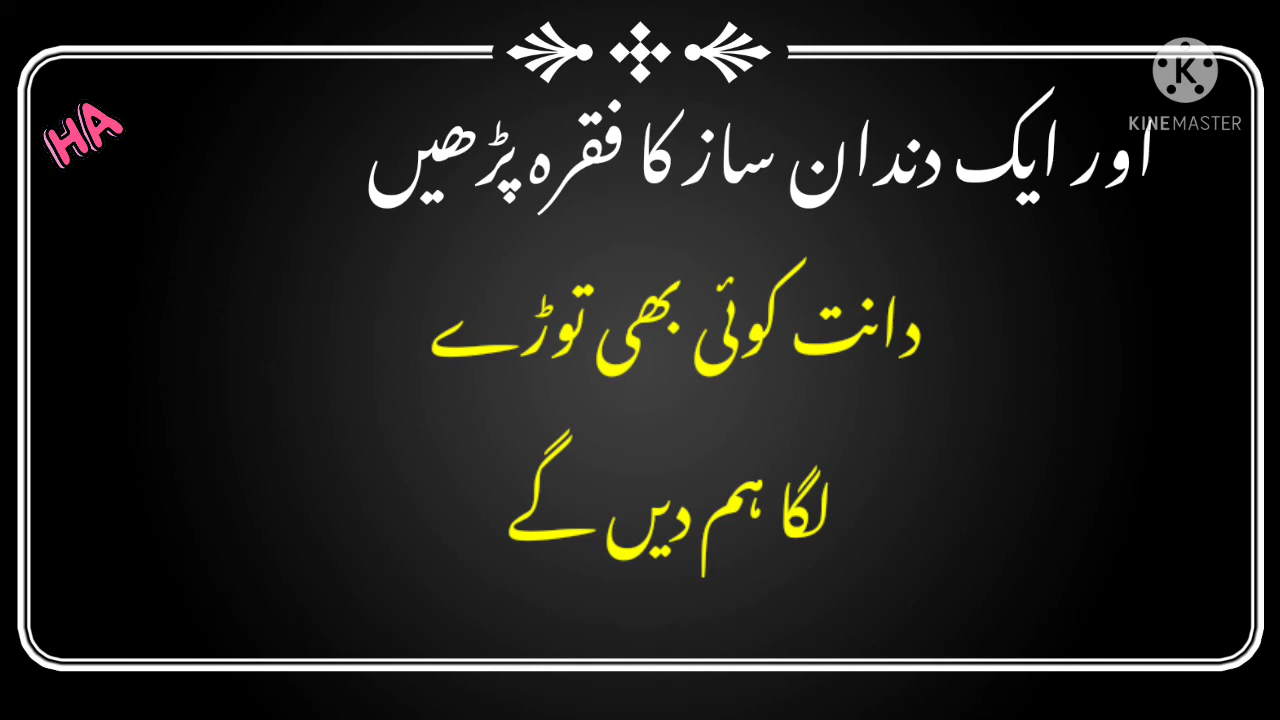 HA
K
KINEMASTER
اور ایک دندان ساز کا فقرہ پڑھیں
دانت کوئی بھی توڑے
لگا ہم دیں گے